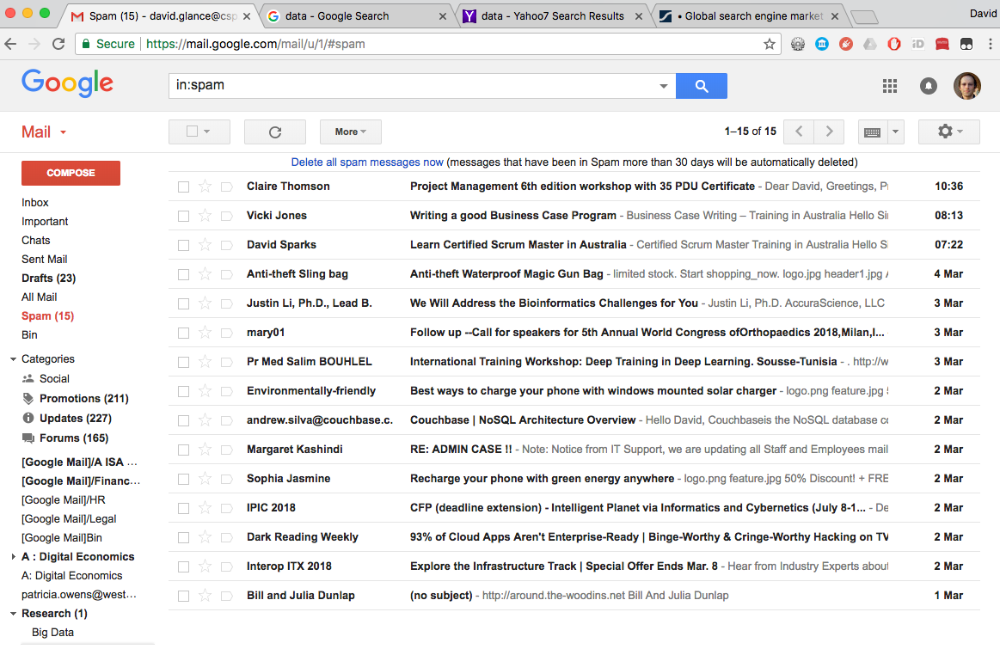 Spam (15) - david.glance@csp
data - Google Search
data - Yahoo7 Search Results
• Global search engine market
David
Secure
https://mail.google.com/mail/u/1/#spam
Google
in:spam
Mail
More
1–15 of 15
Delete all spam messages now (messages that have been in Spam more than 30 days will be automatically deleted)
COMPOSE
Inbox
Important
Chats
Sent Mail
Drafts (23)
All Mail
Spam (15)
Bin
Categories
Social
Promotions (211)
Updates (227)
Forums (165)
[Google Mail]/A ISA ...
[Google Mail]/Financ...
[Google Mail]/HR
[Google Mail]/Legal
[Google Mail]Bin
A : Digital Economics
A: Digital Economics
patricia.owens@west...
Research (1)
Big Data
Claire Thomson Project Management 6th edition workshop with 35 PDU Certificate - Dear David, Greetings, 10:36
Vicki Jones Writing a good Business Case Program - Business Case Writing – Training in Australia Hello 08:13
David Sparks Learn Certified Scrum Master in Australia - Certified Scrum Master Training in Australia Hello 07:22
Anti-theft Sling bag Anti-theft Waterproof Magic Gun Bag - limited stock. Start shopping_now. logo.jpg header1.jpg 4 Mar
Justin Li, Ph.D., Lead B. We Will Address the Bioinformatics Challenges for You - Justin Li, Ph.D. AccuraScience, LLC 3 Mar
mary01 Follow up --Call for speakers for 5th Annual World Congress ofOrthopaedics 2018,Milan,I... 3 Mar
Pr Med Salim BOUHLEL International Training Workshop: Deep Training in Deep Learning. Sousse-Tunisia - . http://w 3 Mar
Environmentally-friendly Best ways to charge your phone with windows mounted solar charger - logo.png feature.jpg 2 Mar
andrew.silva@couchbase.c. Couchbase | NoSQL Architecture Overview - Hello David, Couchbaseis the NoSQL database 2 Mar
Margaret Kashindi RE: ADMIN CASE !! - Note: Notice from IT Support, we are updating all Staff and Employees mail 2 Mar
Sophia Jasmine Recharge your phone with green energy anywhere - logo.png feature.jpg 50% Discount! + FRE 2 Mar
IPIC 2018 CFP (deadline extension) - Intelligent Planet via Informatics and Cybernetics (July 8-1... - De 2 Mar
Dark Reading Weekly 93% of Cloud Apps Aren't Enterprise-Ready | Binge-Worthy & Cringe-Worthy Hacking on TV 2 Mar
Interop ITX 2018 Explore the Infrastructure Track | Special Offer Ends Mar. 8 - Hear from Industry Experts about 2 Mar
Bill and Julia Dunlap (no subject) - http://around.the-woodins.net Bill And Julia Dunlap 1 Mar